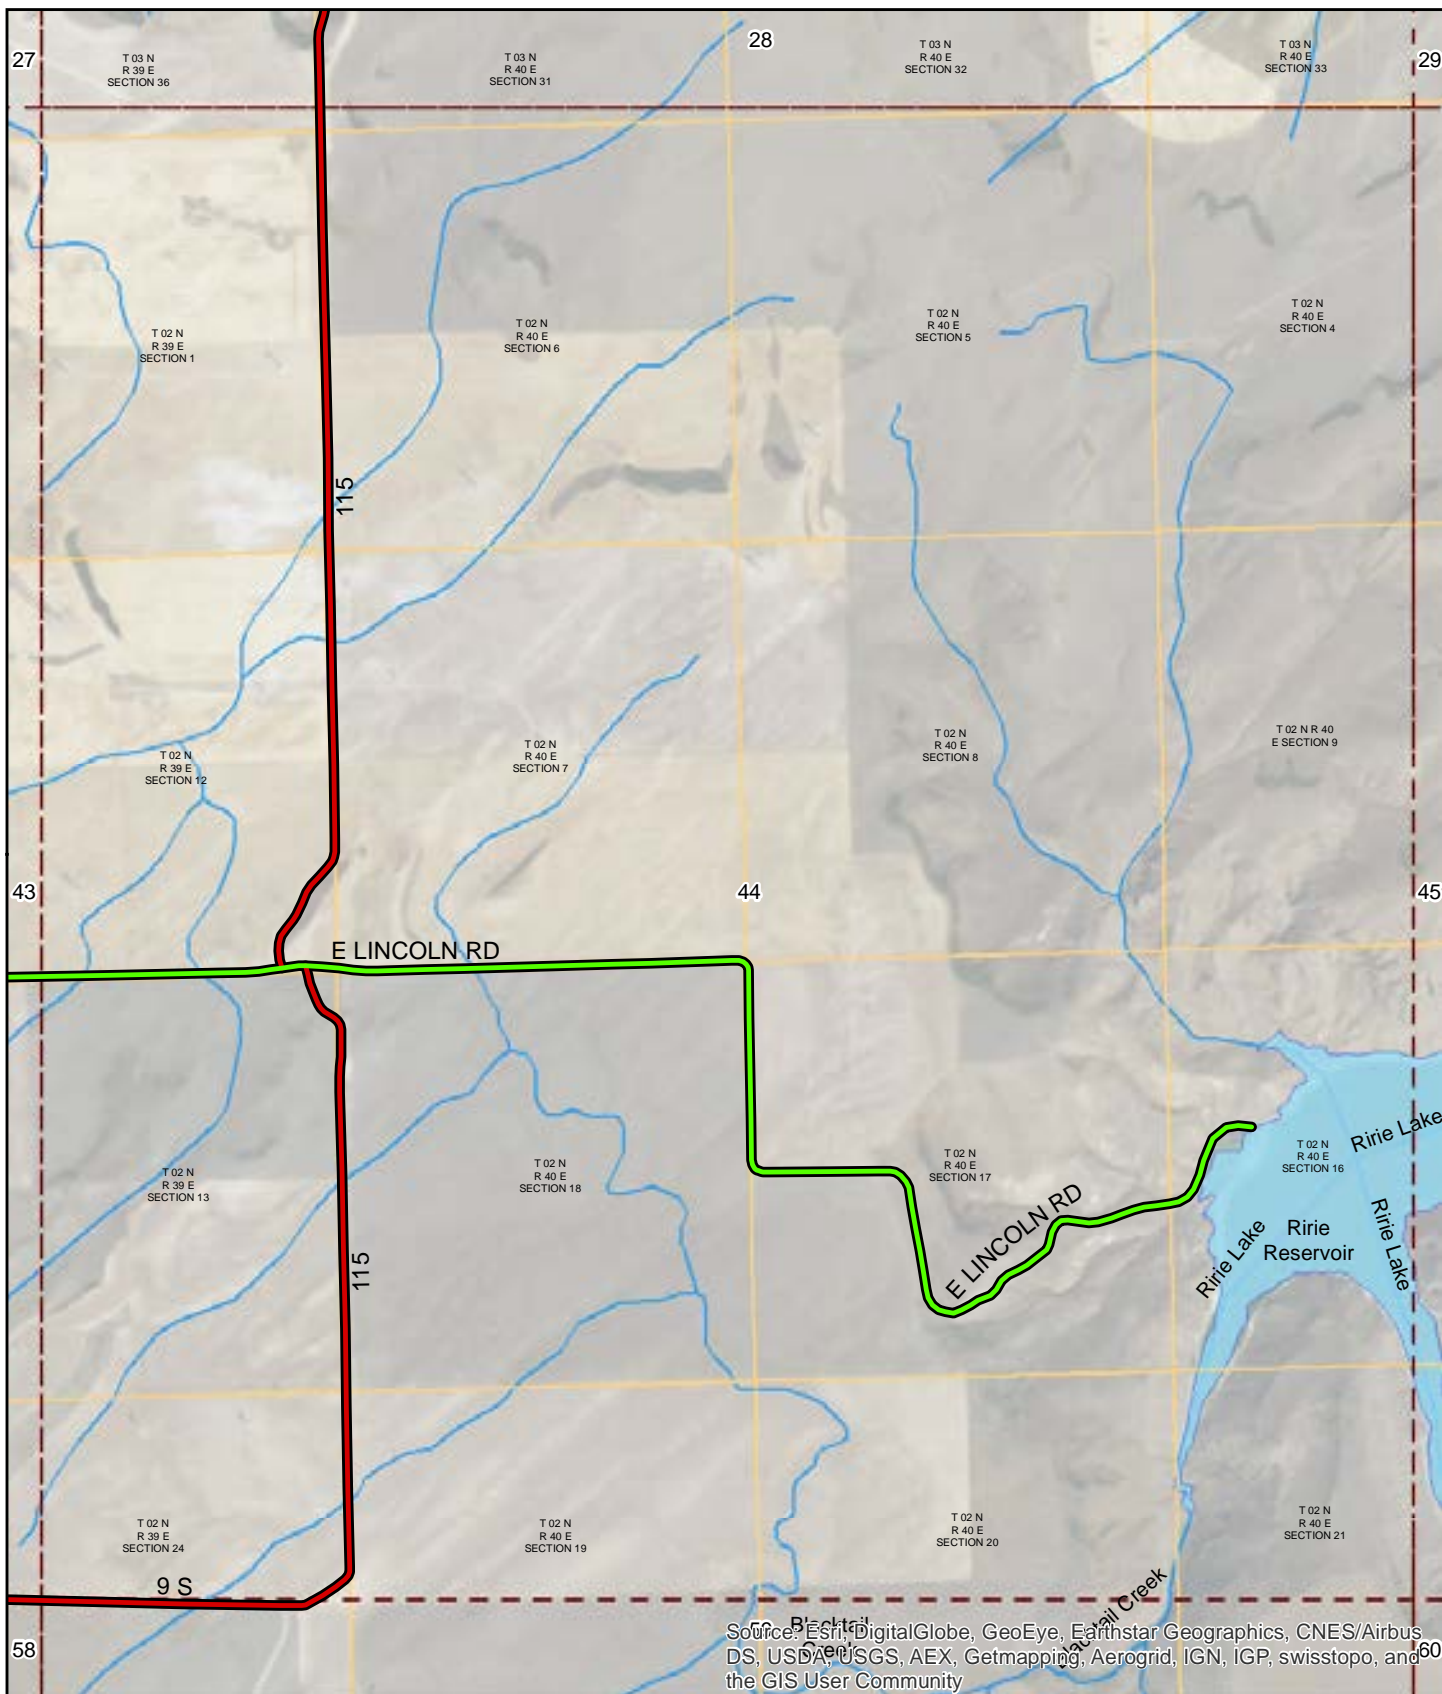 27
T 03 N
R 39 E
SECTION 36
T 03 N
R 40 E
SECTION 31
28
T 03 N
R 40 E
SECTION 32
T 03 N
R 40 E
SECTION 33
29
T 02 N
R 39 E
SECTION 1
T 02 N
R 40 E
SECTION 6
T 02 N
R 40 E
SECTION 5
T 02 N
R 40 E
SECTION 4
115
T 02 N
R 39 E
SECTION 12
T 02 N
R 40 E
SECTION 7
T 02 N
R 40 E
SECTION 8
T 02 N R 40
E SECTION 9
43
44
45
E LINCOLN RD
T 02 N
R 39 E
SECTION 13
T 02 N
R 40 E
SECTION 18
T 02 N
R 40 E
SECTION 17
T 02 N
R 40 E
SECTION 16
Ririe Lake
E LINCOLN RD
Ririe Lake
Ririe
Reservoir
Ririe Lake
115
T 02 N
R 39 E
SECTION 24
T 02 N
R 40 E
SECTION 19
T 02 N
R 40 E
SECTION 20
T 02 N
R 40 E
SECTION 21
9 S
58
59
Blacktail
Creek
Blacktail Creek
60
Source: Esri, DigitalGlobe, GeoEye, Earthstar Geographics, CNES/Airbus
DS, USDA, USGS, AEX, Getmapping, Aerogrid, IGN, IGP, swisstopo, and
the GIS User Community